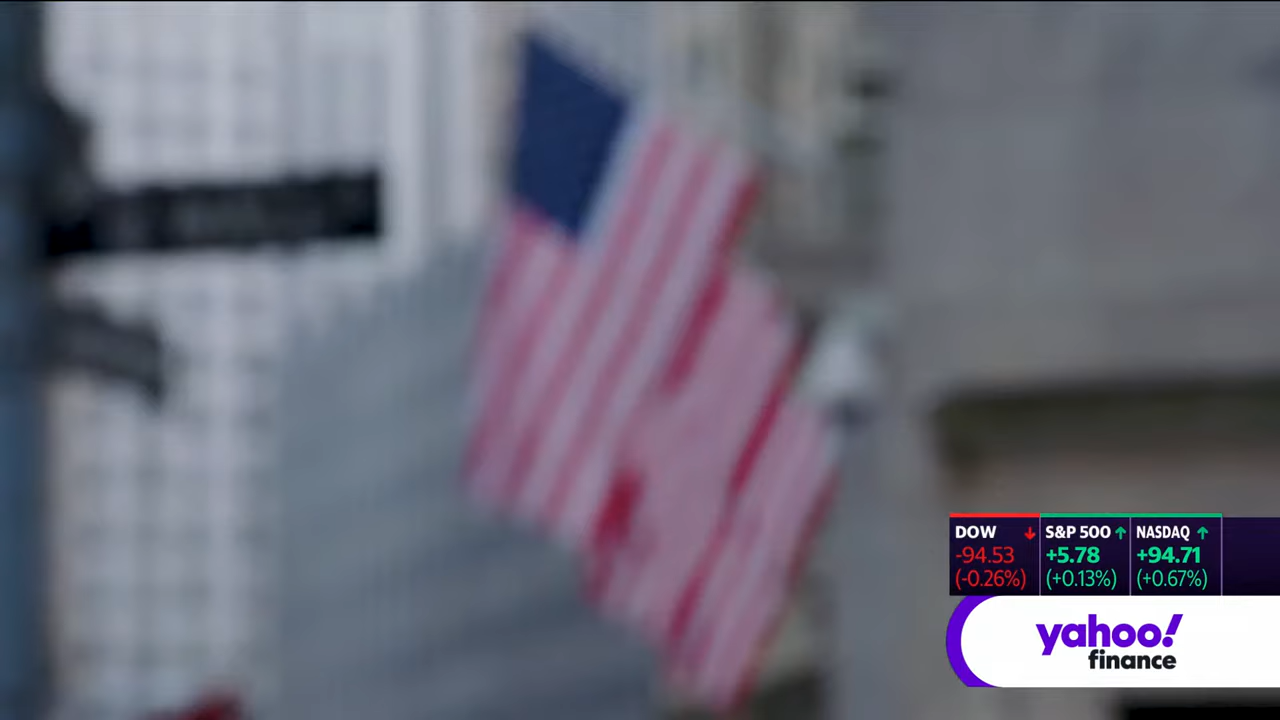 DOW ↓ S&P 500 ↑ NASDAQ ↑
-94.53 +5.78 +94.71
(-0.26%) (+0.13%) (+0.67%)
yahoo!
finance